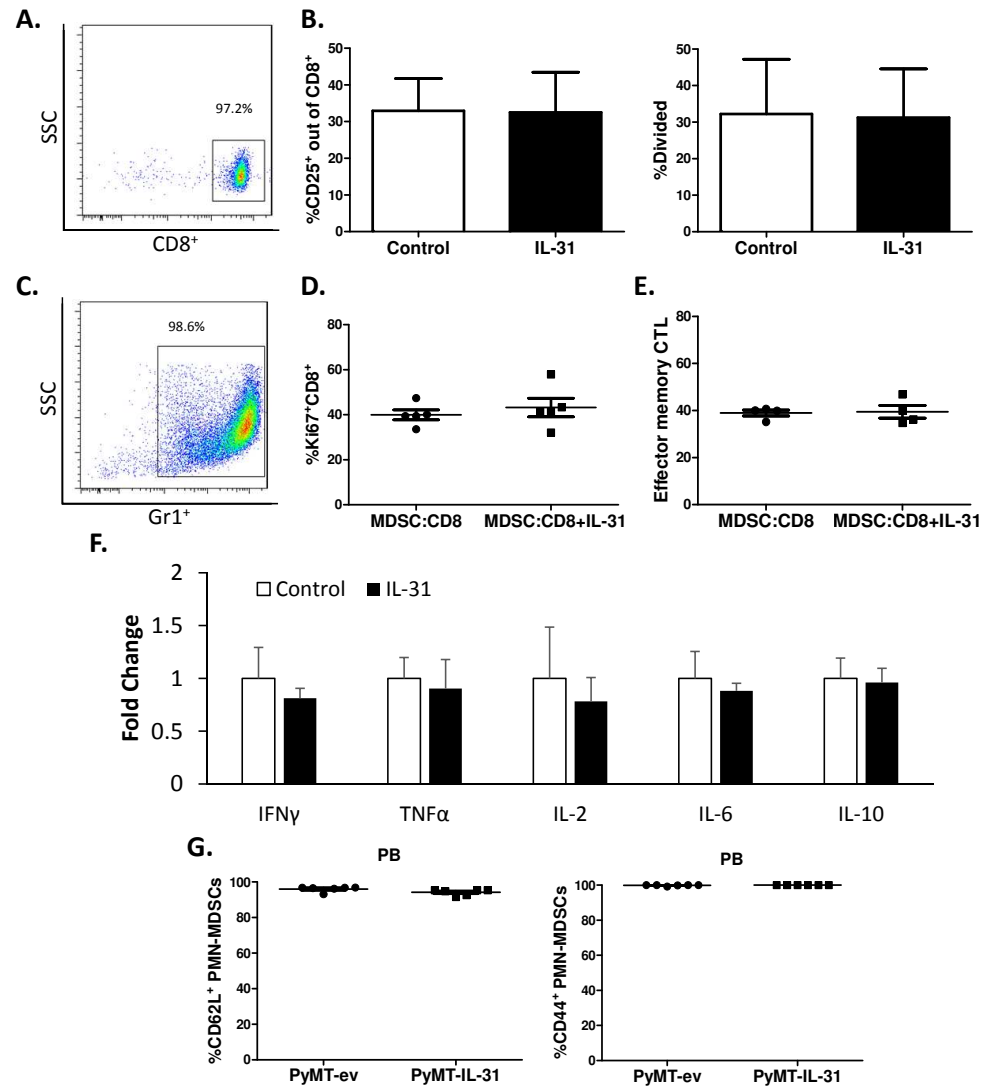 A.
SSC
97.2%
CD8⁺
B.
%CD25⁺ out of CD8⁺
50
40
30
20
10
0
Control
IL-31
%Divided
50
40
30
20
10
0
Control
IL-31
C.
SSC
98.6%
Gr1⁺
D.
%Ki67⁺CD8⁺
80
60
40
20
0
MDSC:CD8
MDSC:CD8+IL-31
E.
Effector memory CTL
80
60
40
20
0
MDSC:CD8
MDSC:CD8+IL-31
F.
Fold Change
2
1.5
1
0.5
0
Control
IL-31
IFNγ
TNFα
IL-2
IL-6
IL-10
G.
PB
%CD62L⁺ PMN-MDSCs
100
80
60
40
20
0
PyMT-ev
PyMT-IL-31
PB
%CD44⁺ PMN-MDSCs
100
80
60
40
20
0
PyMT-ev
PyMT-IL-31